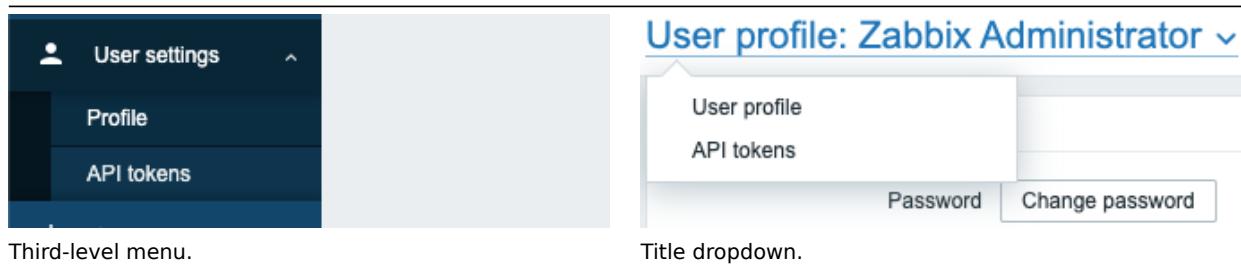 User settings
Profile
API tokens
Third-level menu.
User profile: Zabbix Administrator
User profile
API tokens
Password Change password
Title dropdown.